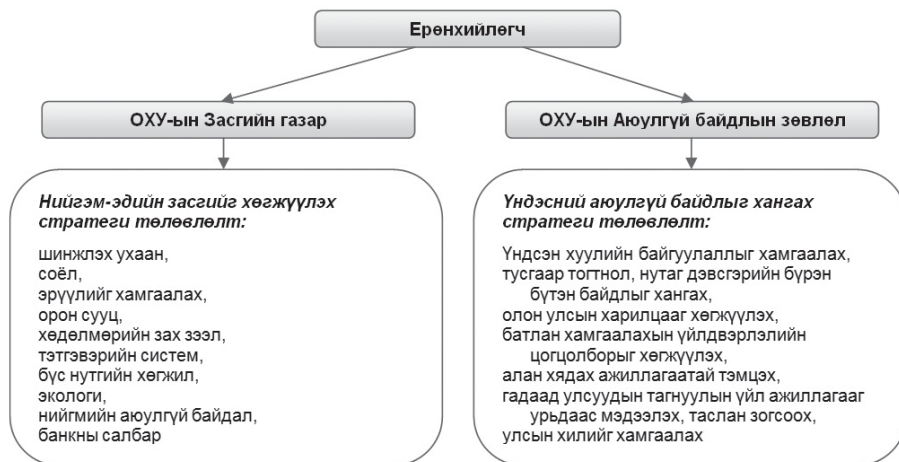 Ерөнхийлөгч
ОХУ-ын Засгийн газар
ОХУ-ын Аюулгүй байдлын зөвлөл
Нийгэм-эдийн засгийг хөгжүүлэх
стратеги төлөвлөлт:
шинжлэх ухаан,
соёл,
эрүүлийг хамгаалах,
орон сууц,
хөдөлмөрийн зах зээл,
тэтгэвэрийн систем,
бүс нутгийн хөгжил,
экологи,
нийгмийн аюулгүй байдал,
банкны салбар
Үндэсний аюулгүй байдлыг хангах
стратеги төлөвлөлт:
Үндсэн хуулийн байгуулаллыг хамгаалах,
тусгаар тогтнол, нутаг дэвсгэрийн бүрэн
бүтэн байдлыг хангах,
олон улсын харилцааг хөгжүүлэх,
батлан хамгаалахын үйлдвэрлэлийн
цогцолборыг хөгжүүлэх,
алан хядах ажиллагаатай тэмцэх,
гадаад улсуудын тагнуулын үйл ажиллагааг
урьдаас мэдээлэх, таслан зогсоох,
улсын хилийг хамгаалах